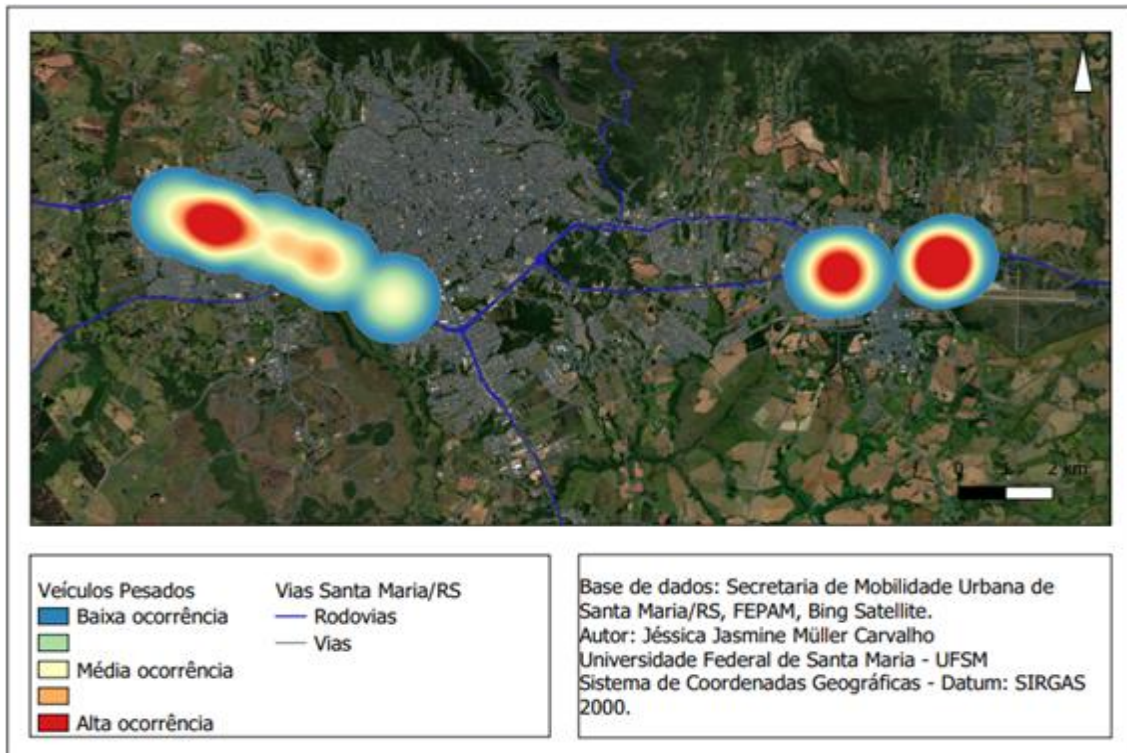 1 0 1 2 km
Veículos Pesados
Baixa ocorrência
Média ocorrência
Alta ocorrência
Vias Santa Maria/RS
Rodovias
Vias
Base de dados: Secretaria de Mobilidade Urbana de
Santa Maria/RS, FEPAM, Bing Satellite.
Autor: Jéssica Jasmine Müller Carvalho
Universidade Federal de Santa Maria - UFSM
Sistema de Coordenadas Geográficas - Datum: SIRGAS
2000.